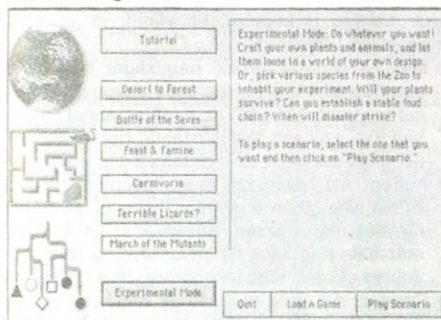 Tutorial
Desert to Forest
Battle of the Sexes
Feast & Famine
Carnivoria
Terrible Lizards?
March of the Mutants
Experimental Mode
Experimental Mode: Do whatever you want!
Craft your own plants and animals, and let
them loose in a world of your own design.
Or, pick various species from the Zoo to
inhabit your experiment. Will your plants
survive? Can you establish a stable food
chain? When will disaster strike?
To play a scenario, select the one that you
want and then click on "Play Scenario."
Quit
Load A Game
Play Scenario